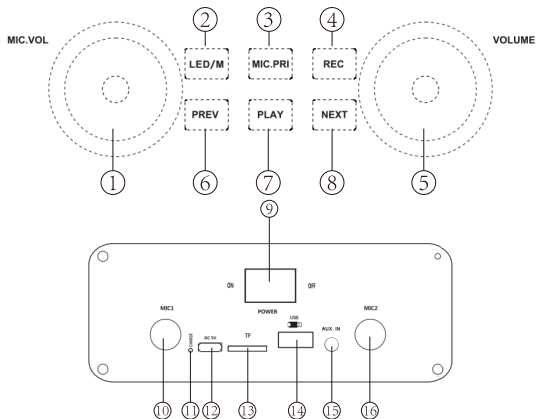 ② ③ ④
MIC.VOL VOLUME
LED/M MIC.PRI REC
PREV PLAY NEXT
① ⑥ ⑦ ⑧ ⑤
⑨
ON OFF
POWER
MIC1 USB MIC2
CHARGE DC 5V TF AUX. IN
⑩ ⑪ ⑫ ⑬ ⑭ ⑮ ⑯